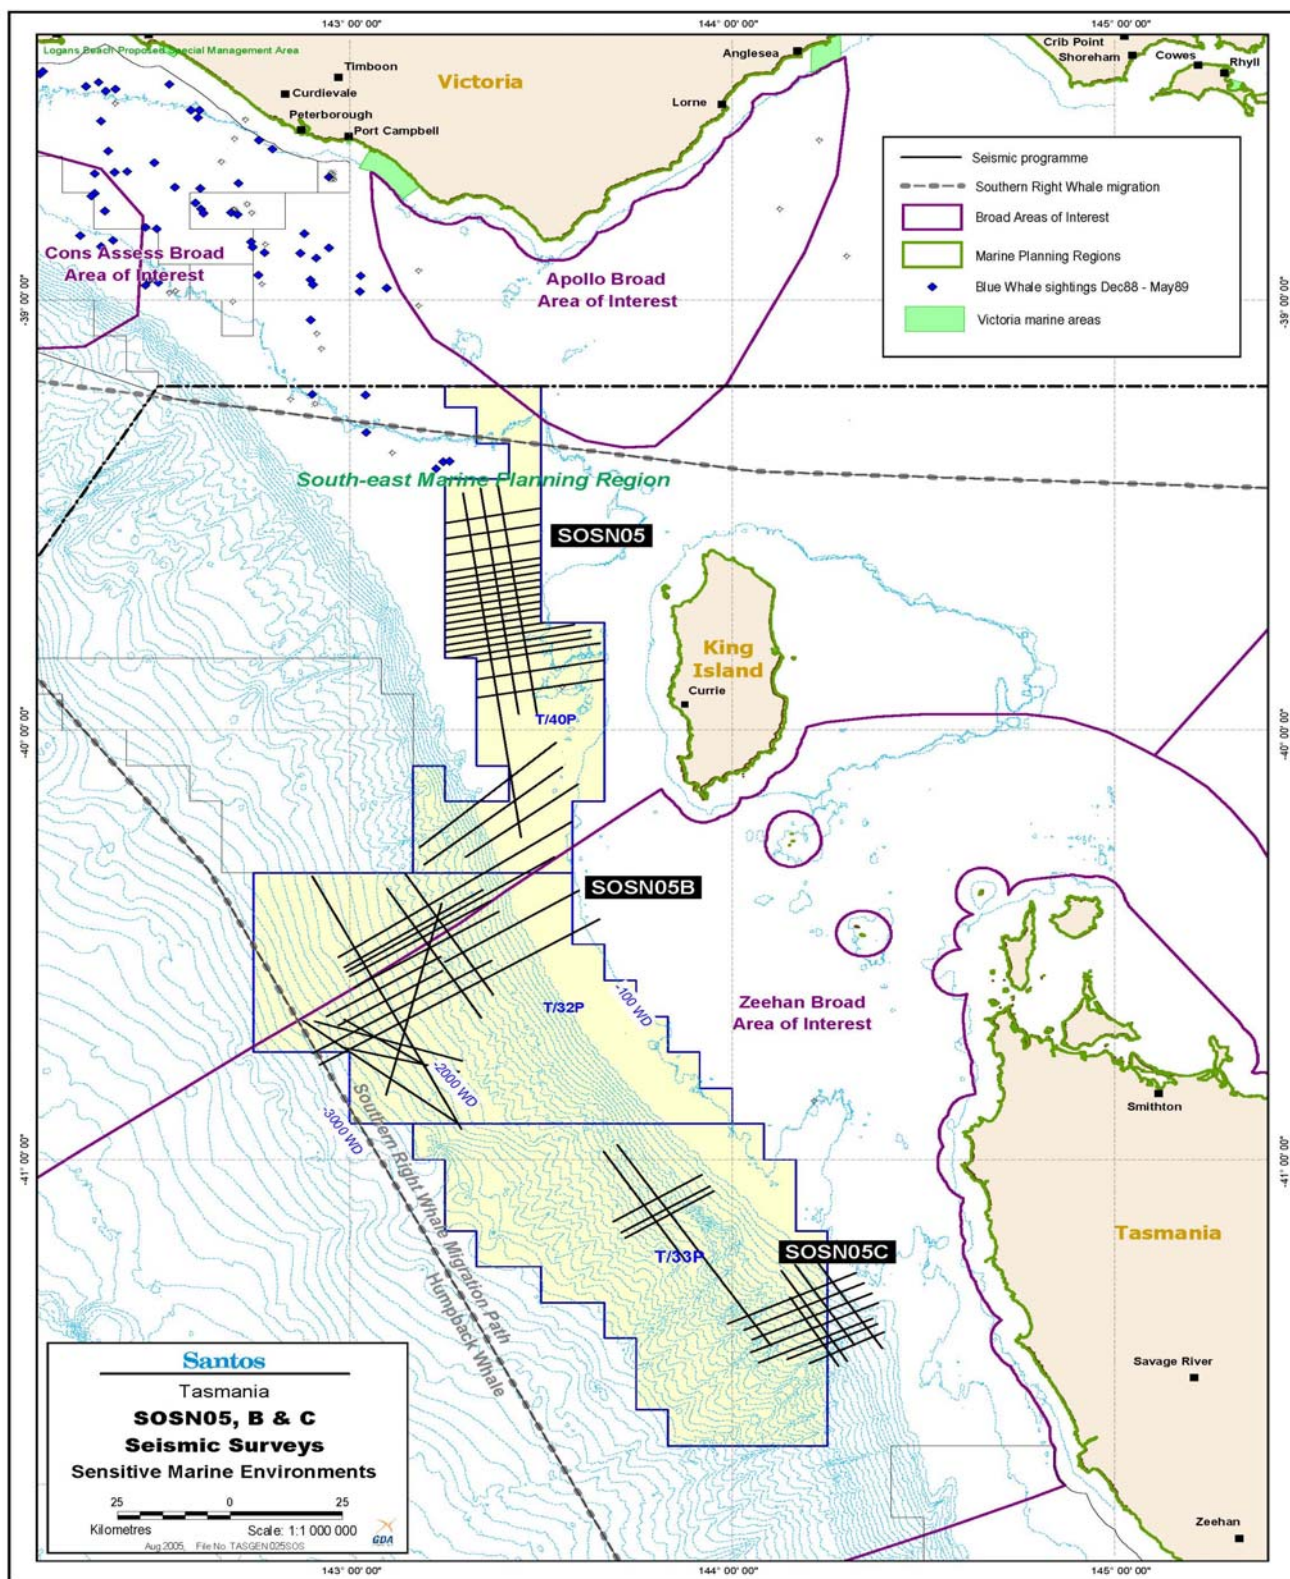 143° 00' 00"
144° 00' 00"
145° 00' 00"
Logans Beach Proposed Special Management Area
Timboon
Curdievale
Peterborough
Port Campbell
Victoria
Anglesea
Lorne
Crib Point
Shoreham
Cowes
Rhyll
Seismic programme
Southern Right Whale migration
Broad Areas of Interest
Marine Planning Regions
Blue Whale sightings Dec88 - May89
Victoria marine areas
Cons Assess Broad
Area of Interest
Apollo Broad
Area of Interest
-39° 00' 00"
-39° 00' 00"
South-east Marine Planning Region
SOSN05
King
Island
Currie
T/40P
-40° 00' 00"
-40° 00' 00"
SOSN05B
T/32P
-100 WD
Zeehan Broad
Area of Interest
-2000 WD
-3000 WD
Smithton
Southern Right Whale Migration Path
Humpback Whale
-41° 00' 00"
-41° 00' 00"
T/33P
SOSN05C
Tasmania
Savage River
Zeehan
Santos
Tasmania
SOSN05, B & C
Seismic Surveys
Sensitive Marine Environments
25 0 25
Kilometres Scale: 1:1 000 000
GDA
Aug 2005, File No. TASGEN 025SOS
143° 00' 00"
144° 00' 00"
145° 00' 00"